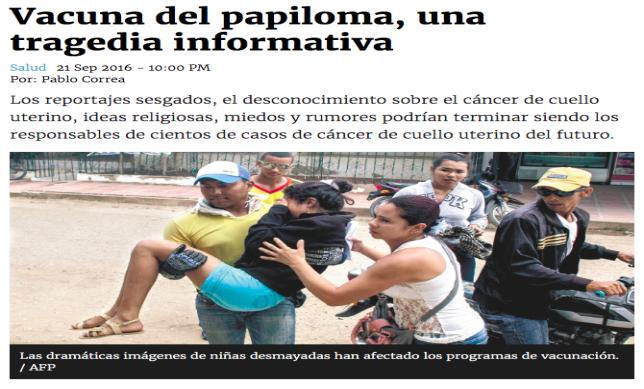 Vacuna del papiloma, una
tragedia informativa
Salud 21 Sep 2016 - 10:00 PM
Por: Pablo Correa
Los reportajes sesgados, el desconocimiento sobre el cáncer de cuello
uterino, ideas religiosas, miedos y rumores podrían terminar siendo los
responsables de cientos de casos de cáncer de cuello uterino del futuro.
Las dramáticas imágenes de niñas desmayadas han afectado los programas de vacunación.
/ AFP